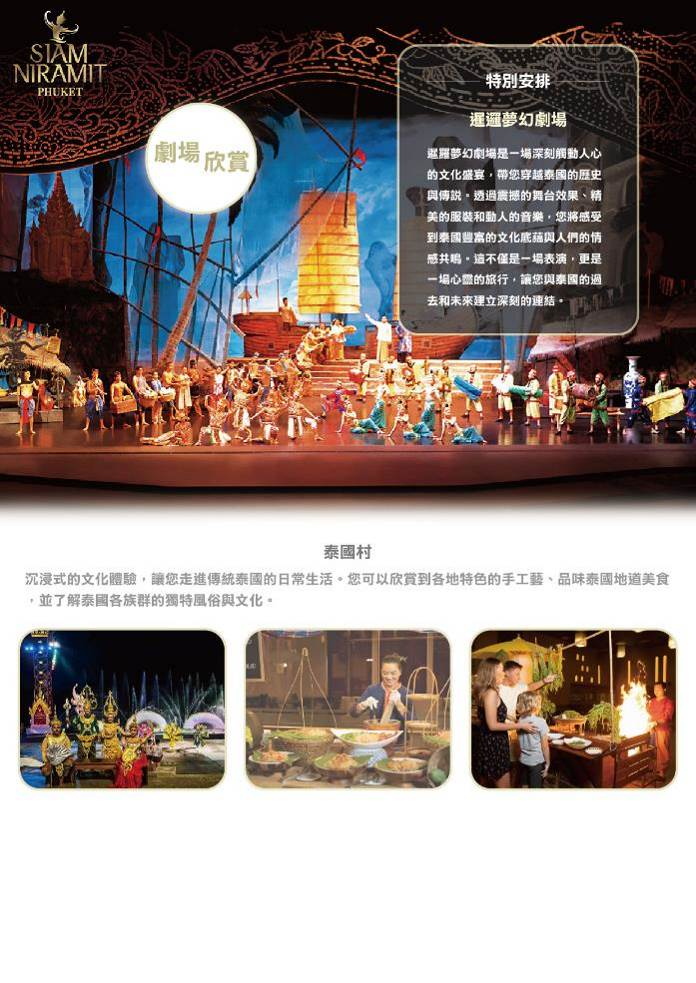 SIAM
NIRAMIT
PHUKET
劇場 欣賞
特別安排
暹邏夢幻劇場
暹邏夢幻劇場是一場深刻觸動人心
的文化盛宴，帶您穿越泰國的歷史
與傳說。透過震撼的舞台效果、精
美的服裝和動人的音樂，您將感受
到泰國豐富的文化底蘊與人們的情
感共鳴。這不僅是一場表演，更是
一場心靈的旅行，讓您與泰國的過
去和未來建立深刻的連結。
泰國村
沉浸式的文化體驗，讓您走進傳統泰國的日常生活。您可以欣賞到各地特色的手工藝、品味泰國地道美食
，並了解泰國各族群的獨特風俗與文化。